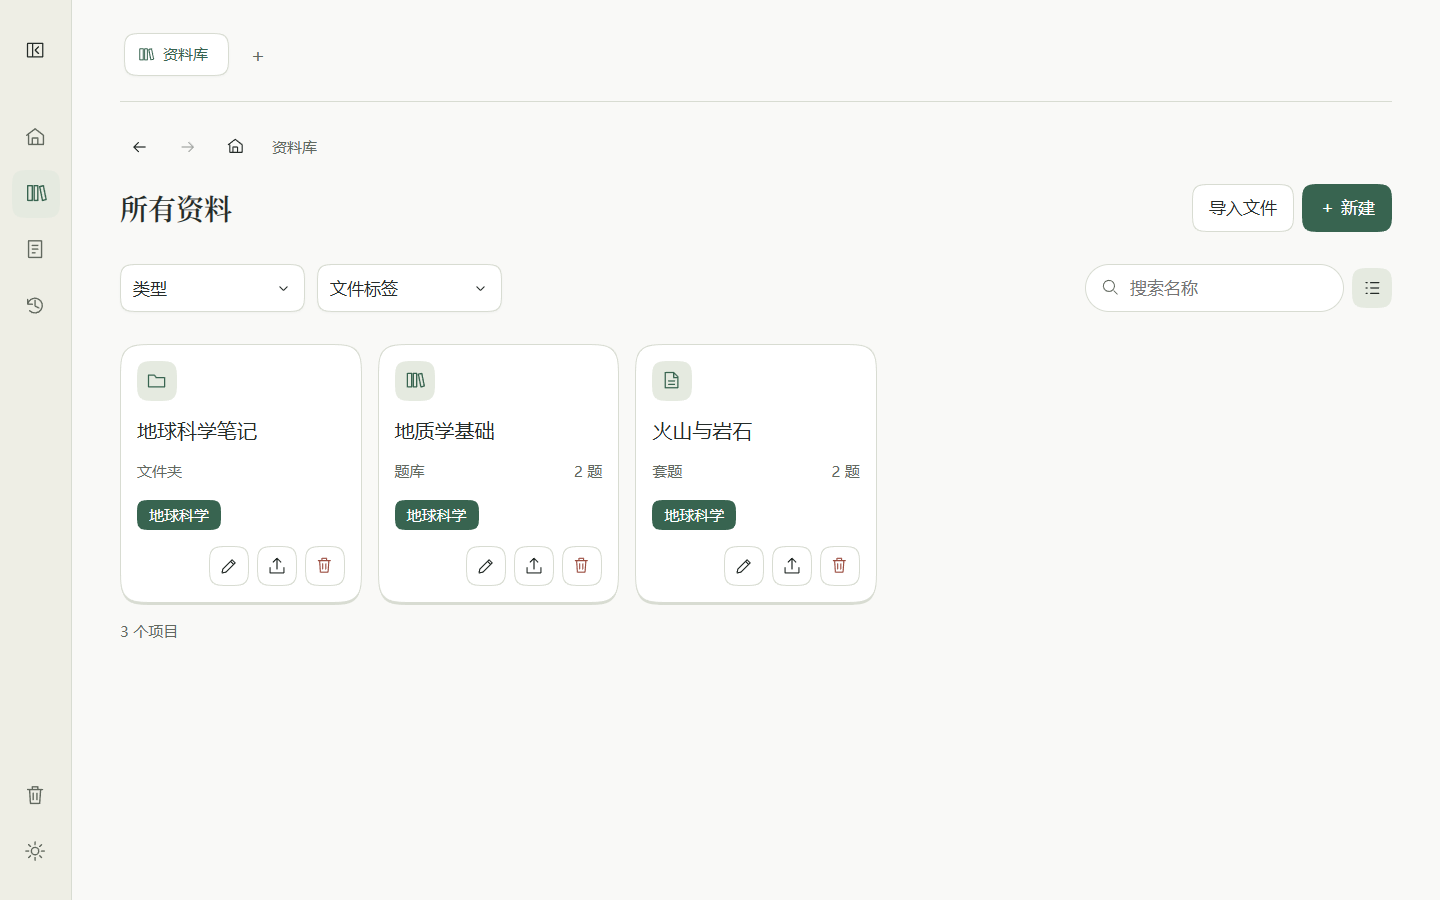 资料库
+
资料库
所有资料
导入文件
+ 新建
类型
文件标签
搜索名称
地球科学笔记
文件夹
地球科学
地质学基础
题库 2 题
地球科学
火山与岩石
套题 2 题
地球科学
3 个项目